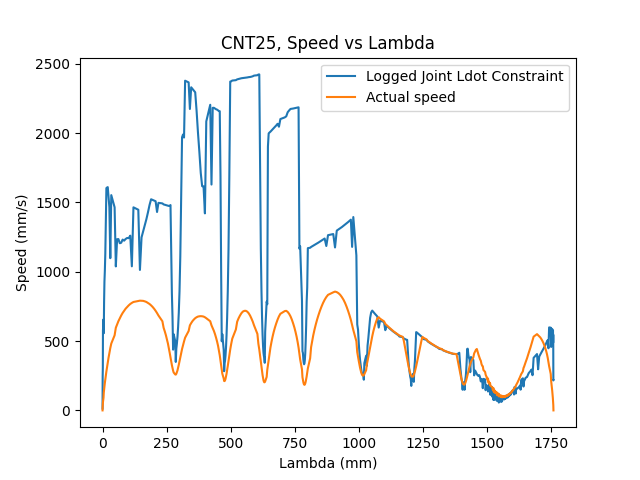 CNT25, Speed vs Lambda
Logged Joint Ldot Constraint
Actual speed
Speed (mm/s)
2500
2000
1500
1000
500
0
0 250 500 750 1000 1250 1500 1750
Lambda (mm)